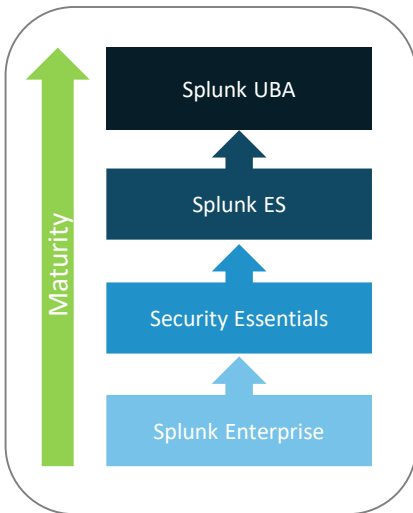 Splunk UBA
Splunk ES
Maturity
Security Essentials
Splunk Enterprise